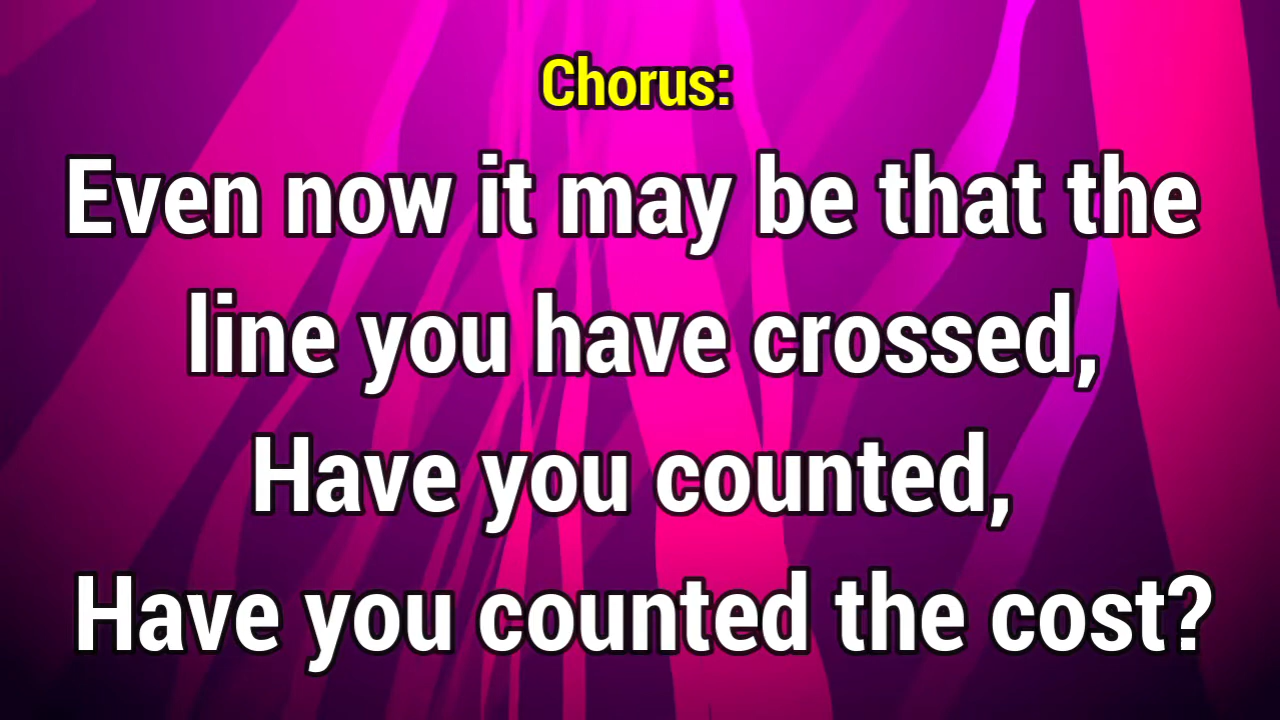 Chorus:
Even now it may be that the
line you have crossed,
Have you counted,
Have you counted the cost?